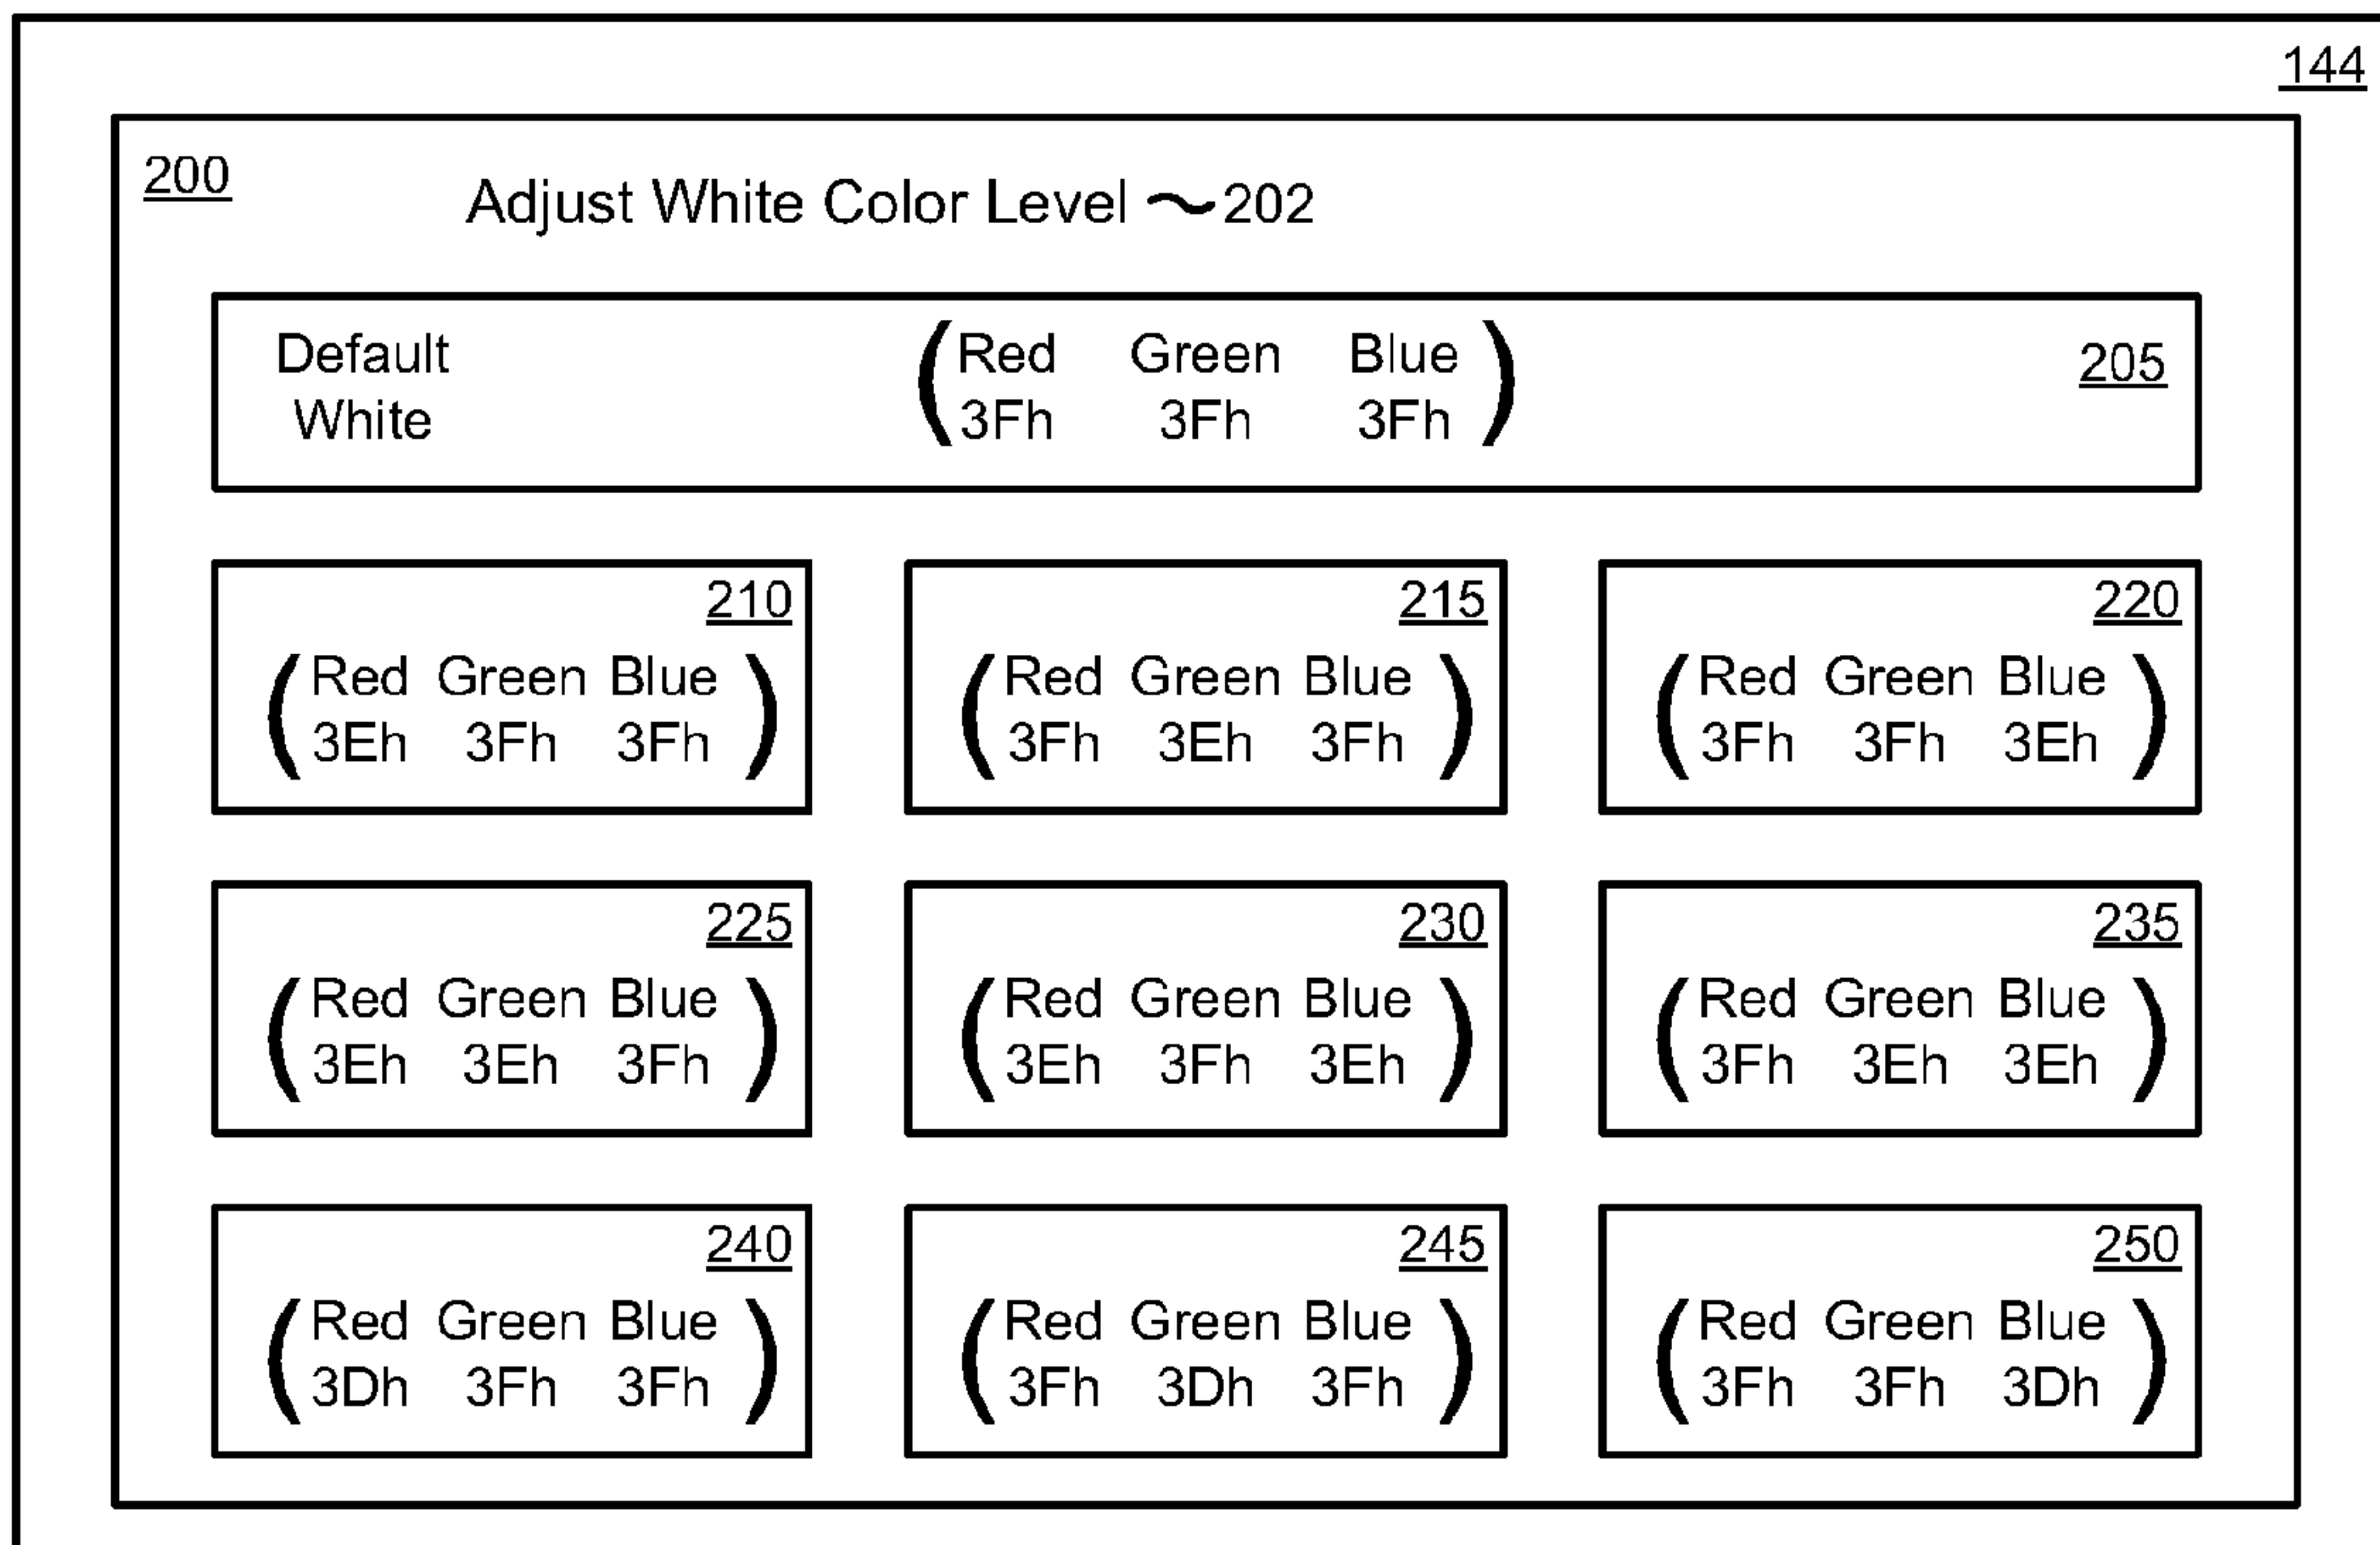 144
200
Adjust White Color Level ~202
Default White
(Red Green Blue)
(3Fh 3Fh 3Fh)
205
210
(Red Green Blue)
3Eh 3Fh 3Fh
215
(Red Green Blue)
3Fh 3Eh 3Fh
220
(Red Green Blue)
3Fh 3Fh 3Eh
225
(Red Green Blue)
3Eh 3Eh 3Fh
230
(Red Green Blue)
3Eh 3Fh 3Eh
235
(Red Green Blue)
3Fh 3Eh 3Eh
240
(Red Green Blue)
3Dh 3Fh 3Fh
245
(Red Green Blue)
3Fh 3Dh 3Fh
250
(Red Green Blue)
3Fh 3Fh 3Dh